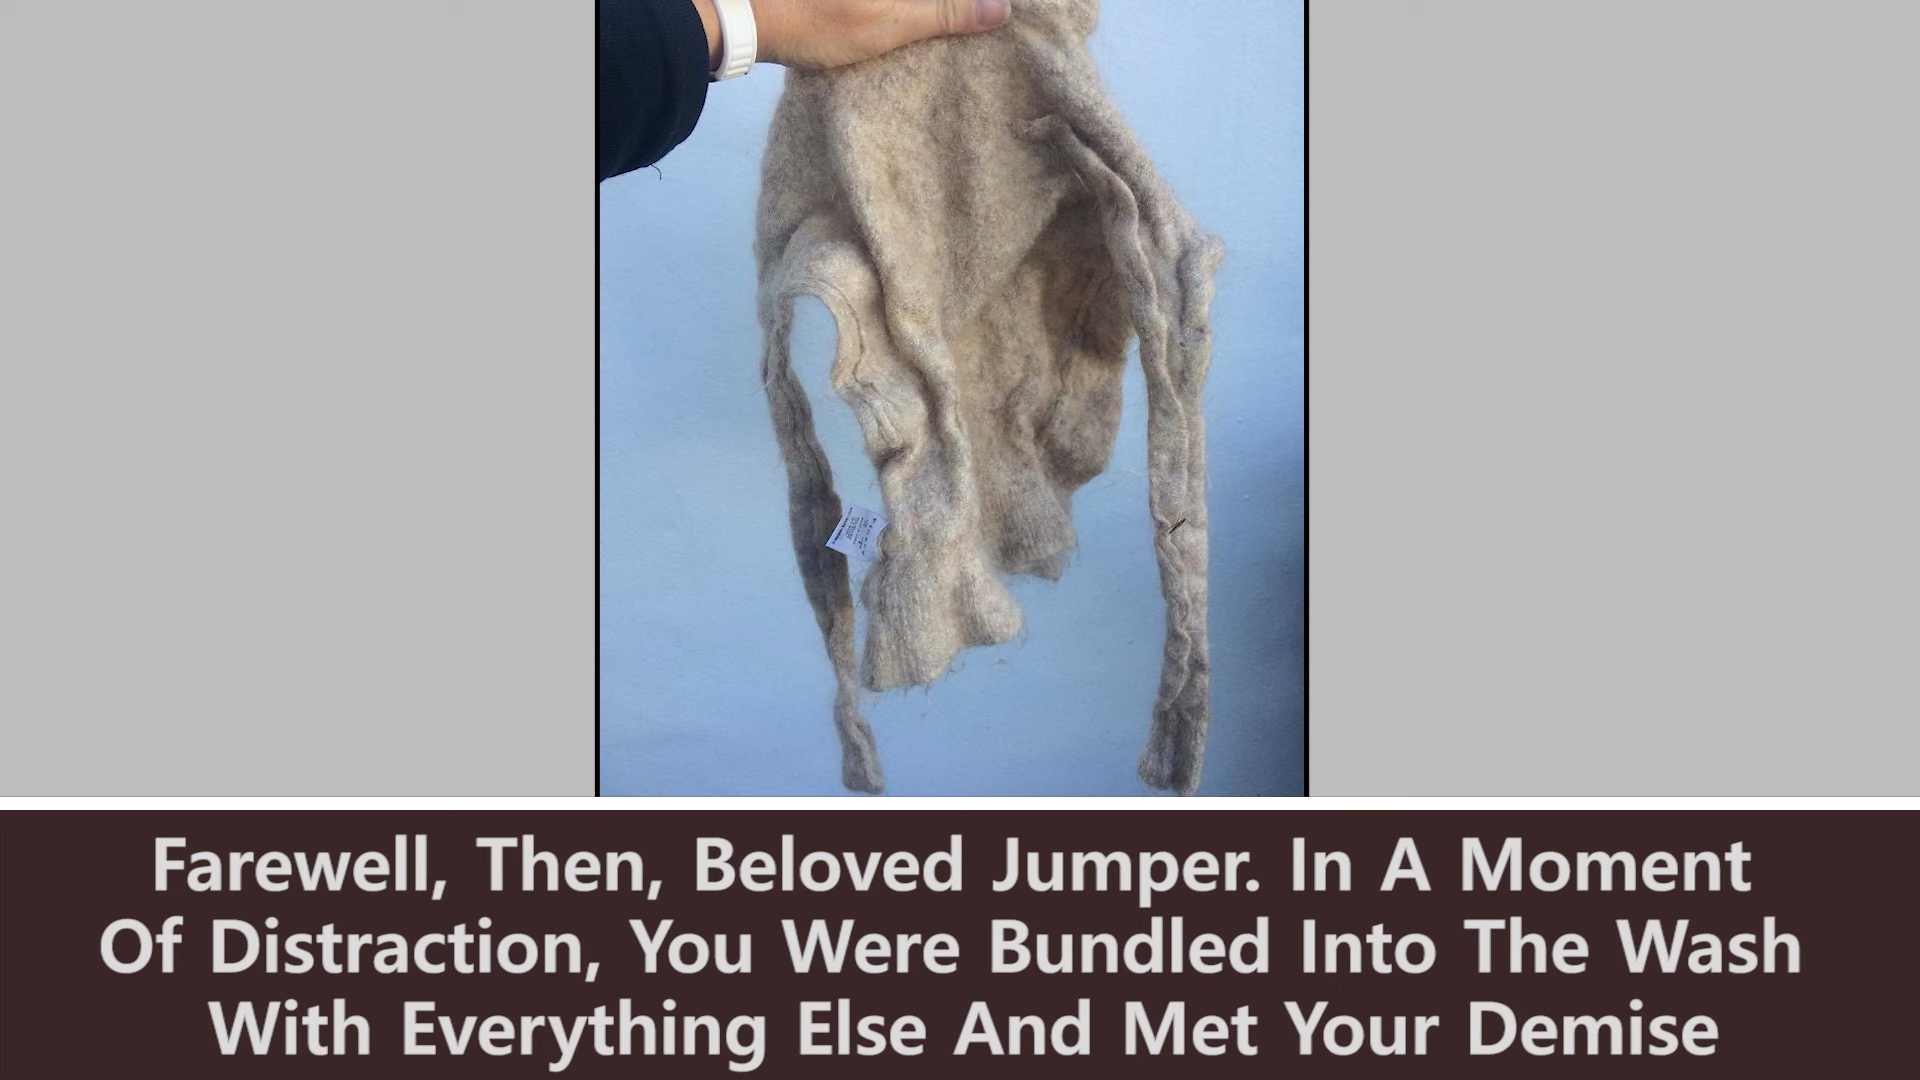 Farewell, Then, Beloved Jumper. In A Moment
Of Distraction, You Were Bundled Into The Wash
With Everything Else And Met Your Demise